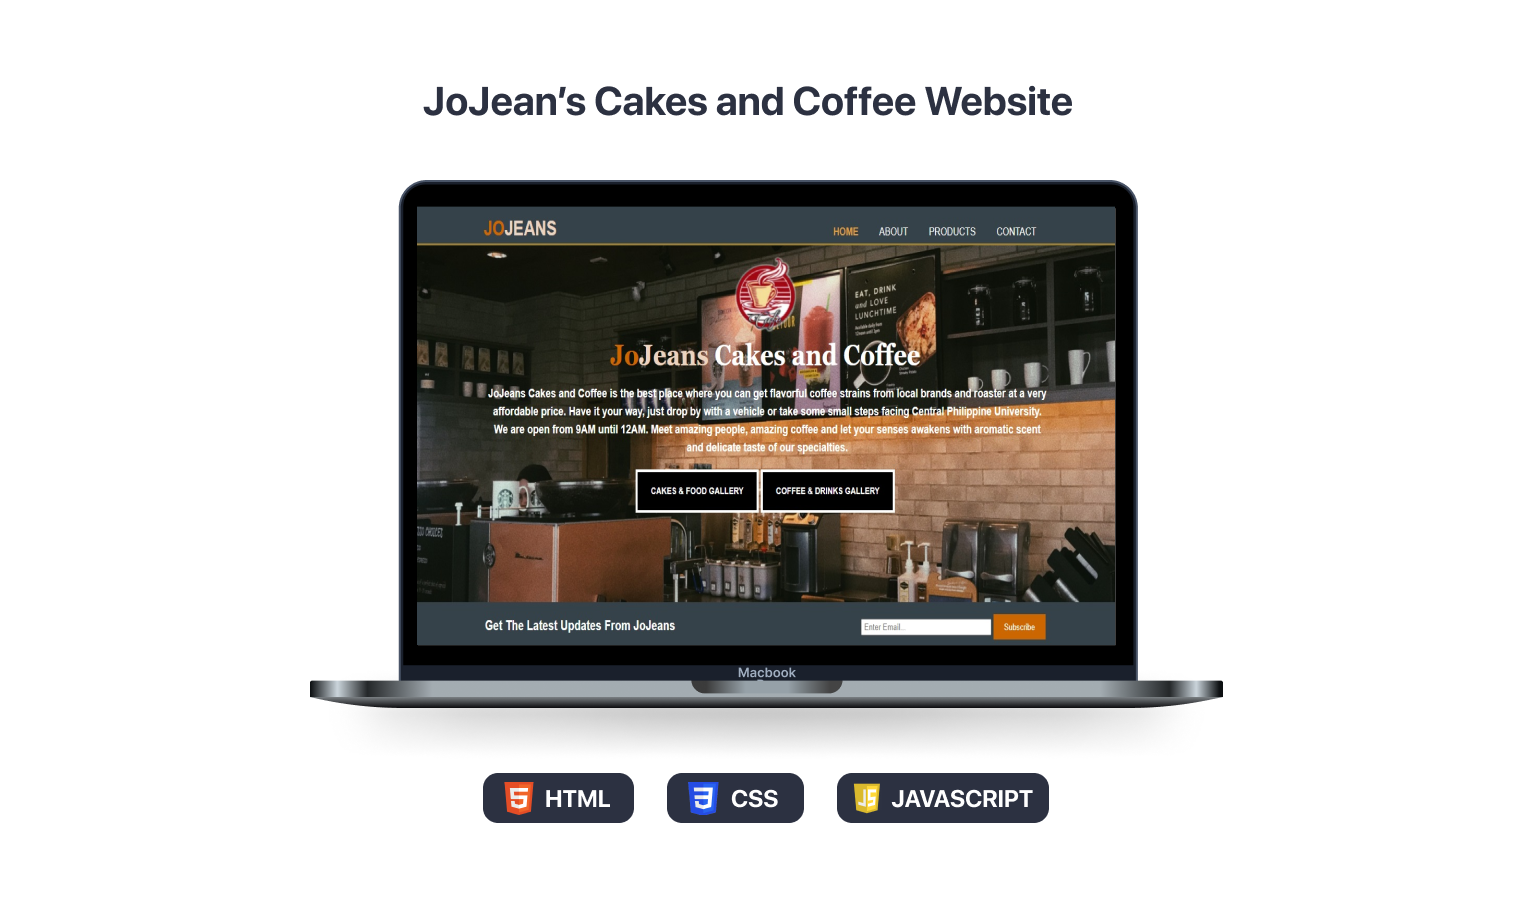 JoJean’s Cakes and Coffee Website
JOJEANS
HOME ABOUT PRODUCTS CONTACT
EAT, DRINK
and LOVE
LUNCHTIME
JoJeans Cakes and Coffee
JoJeans Cakes and Coffee is the best place where you can get flavorful coffee strains from local brands and roaster at a very
affordable price. Have it your way, just drop by with a vehicle or take some small steps facing Central Philippine University.
We are open from 9AM until 12AM. Meet amazing people, amazing coffee and let your senses awakens with aromatic scent
and delicate taste of our specialties.
CAKES & FOOD GALLERY
COFFEE & DRINKS GALLERY
Get The Latest Updates From JoJeans
Enter Email...
Subscribe
Macbook
HTML
CSS
JS
JAVASCRIPT